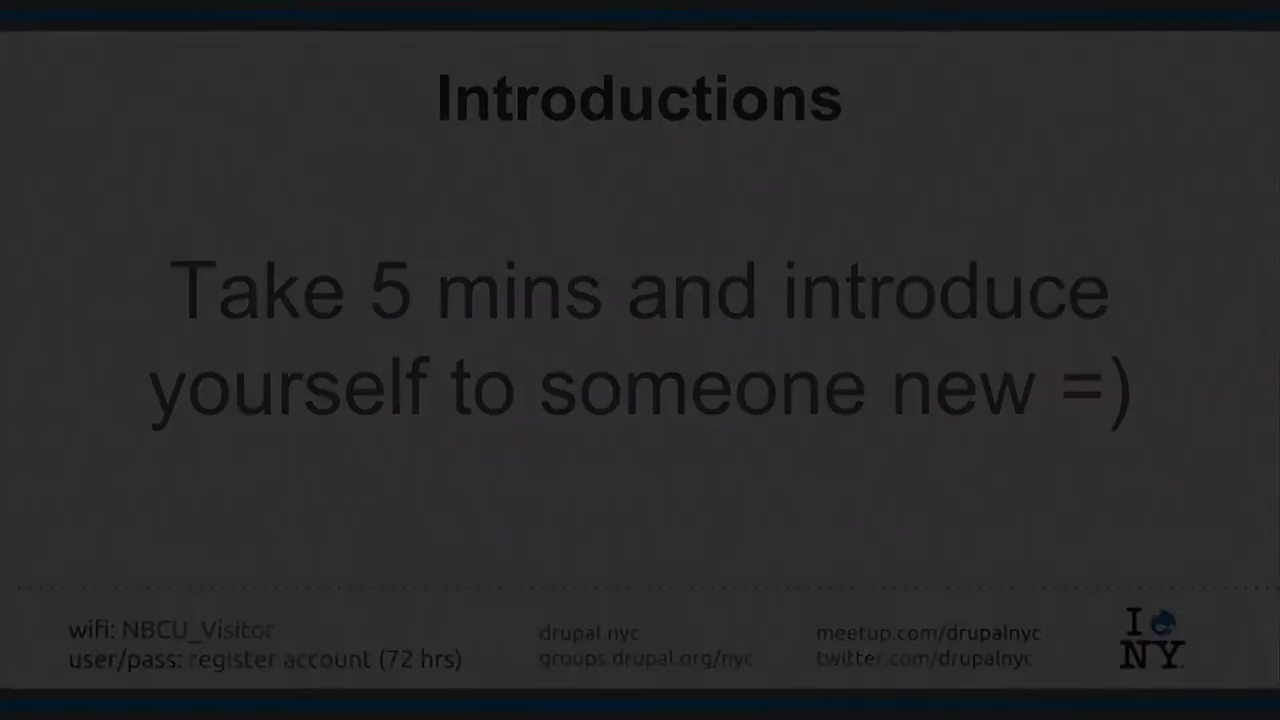 Introductions
Take 5 mins and introduce
yourself to someone new =)
wifi: NBCU_Visitor
user/pass: register account (72 hrs)
drupal.nyc
groups.drupal.org/nyc
meetup.com/drupalnyc
twitter.com/drupalnyc
I
NY